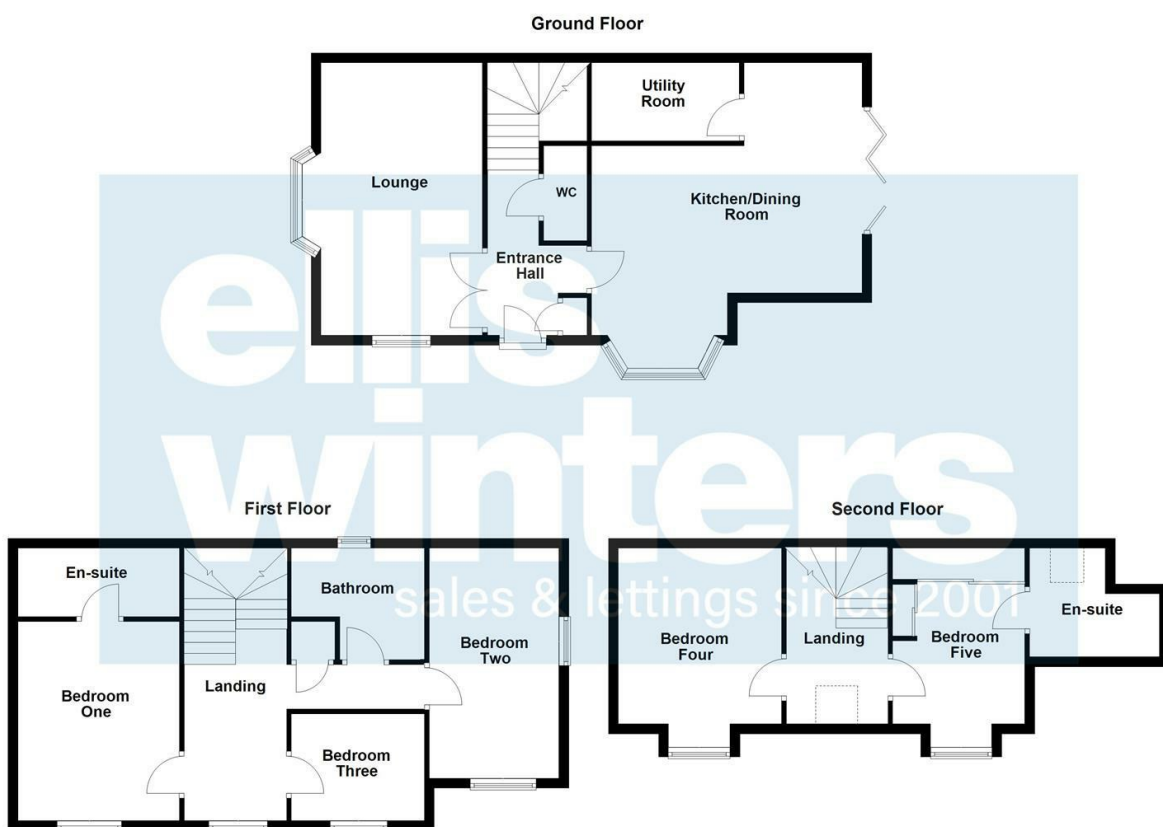 Ground Floor
Utility
Room
Lounge
WC
Kitchen/Dining
Room
Entrance
Hall
ellis
winters
sales & lettings since 2001
First Floor
En-suite
Bathroom
Bedroom
Two
Landing
Bedroom
One
Bedroom
Three
Second Floor
Bedroom
Four
Landing
Bedroom
Five
En-suite